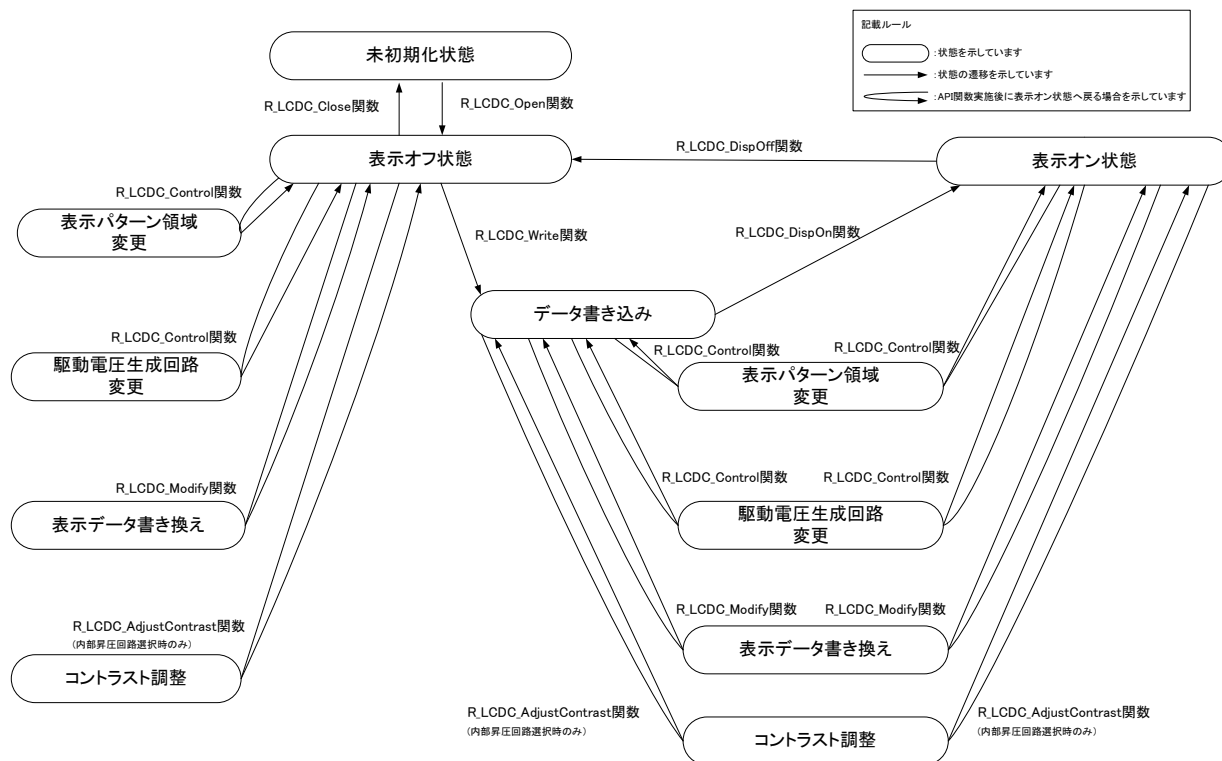 記載ルール
:状態を示しています
:状態の遷移を示しています
:API関数実施後に表示オン状態へ戻る場合を示しています
未初期化状態
R_LCDC_Close関数
R_LCDC_Open関数
表示オフ状態
R_LCDC_DispOff関数
表示オン状態
R_LCDC_Control関数
表示パターン領域
変更
R_LCDC_Write関数
R_LCDC_DispOn関数
データ書き込み
R_LCDC_Control関数
駆動電圧生成回路
変更
R_LCDC_Control関数
R_LCDC_Control関数
表示パターン領域
変更
R_LCDC_Modify関数
表示データ書き換え
R_LCDC_Control関数
R_LCDC_Control関数
駆動電圧生成回路
変更
R_LCDC_AdjustContrast関数
(内部昇圧回路選択時のみ)
コントラスト調整
R_LCDC_Modify関数
R_LCDC_Modify関数
表示データ書き換え
R_LCDC_AdjustContrast関数
(内部昇圧回路選択時のみ)
R_LCDC_AdjustContrast関数
(内部昇圧回路選択時のみ)
コントラスト調整